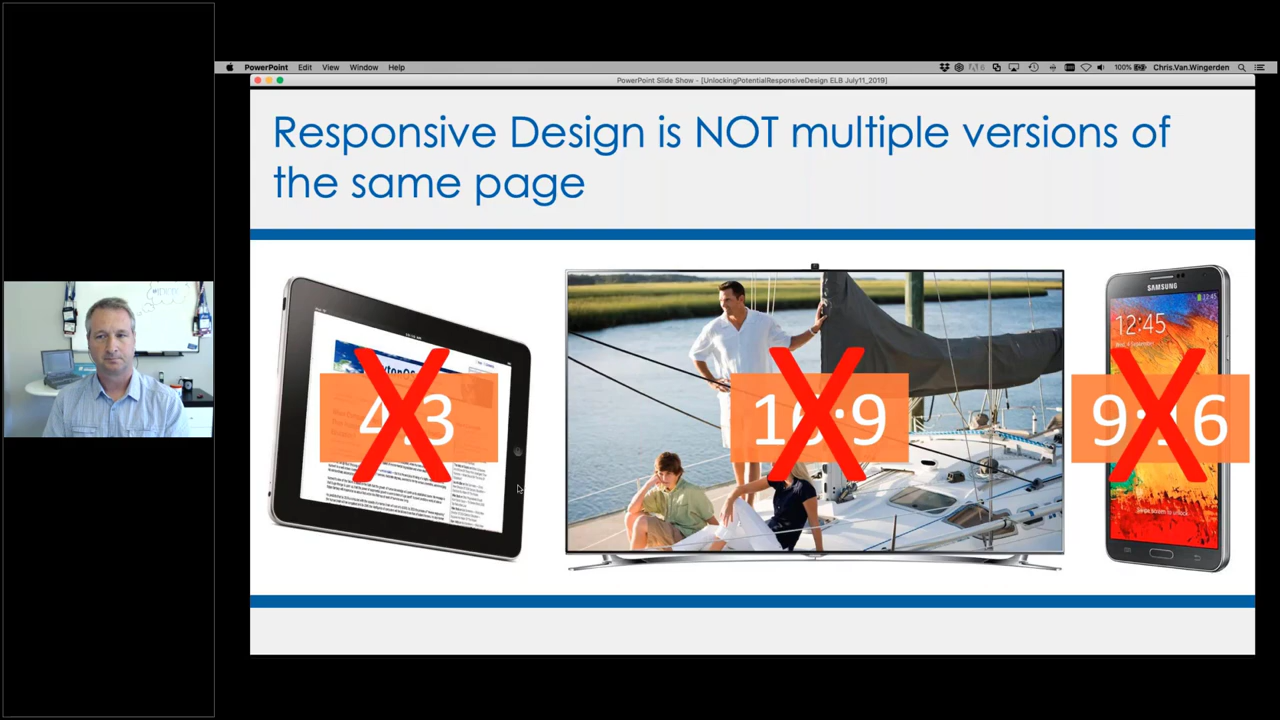 PowerPoint Edit View Window Help
100% Chris.Van.Wingerden
PowerPoint Slide Show - [UnlockingPotentialResponsiveDesign ELB July11_2019]
Responsive Design is NOT multiple versions of
the same page
4:3
16:9
9:16
SAMSUNG
12:45